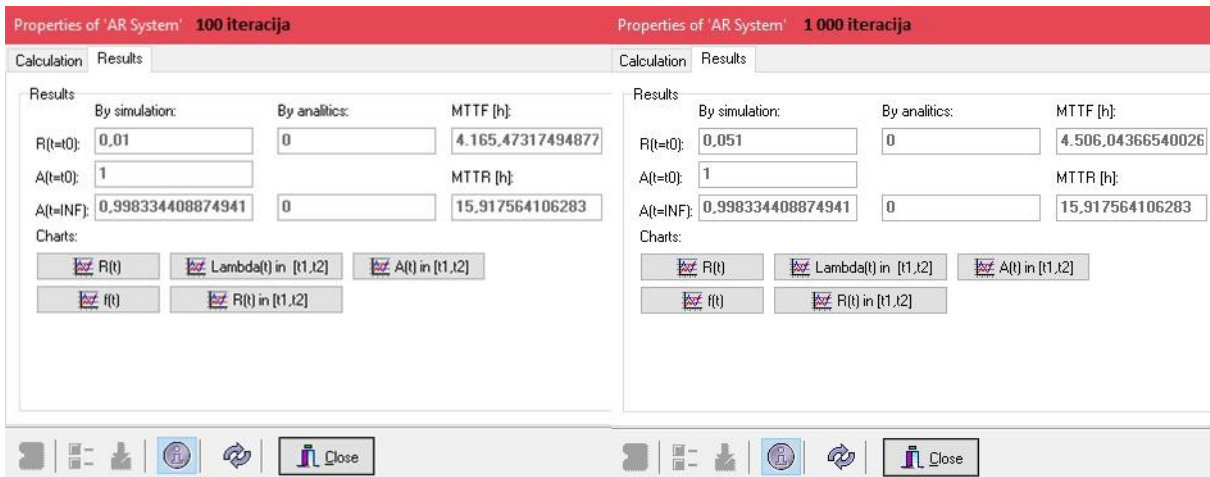 Properties of 'AR System' 100 iteracija
Calculation Results
Results
By simulation: By analitics: MTTF [h]:
R(t=t0): 0,01 0 4.165,47317494877
A(t=t0): 1 MTTR [h]:
A(t=INF): 0,998334408874941 0 15,917564106283
Charts:
R(t) Lambda(t) in [t1,t2] A(t) in [t1,t2]
f(t) R(t) in [t1,t2]
Close
Properties of 'AR System' 1 000 iteracija
Calculation Results
Results
By simulation: By analitics: MTTF [h]:
R(t=t0): 0,051 0 4.506,04366540026
A(t=t0): 1 MTTR [h]:
A(t=INF): 0,998334408874941 0 15,917564106283
Charts:
R(t) Lambda(t) in [t1,t2] A(t) in [t1,t2]
f(t) R(t) in [t1,t2]
Close